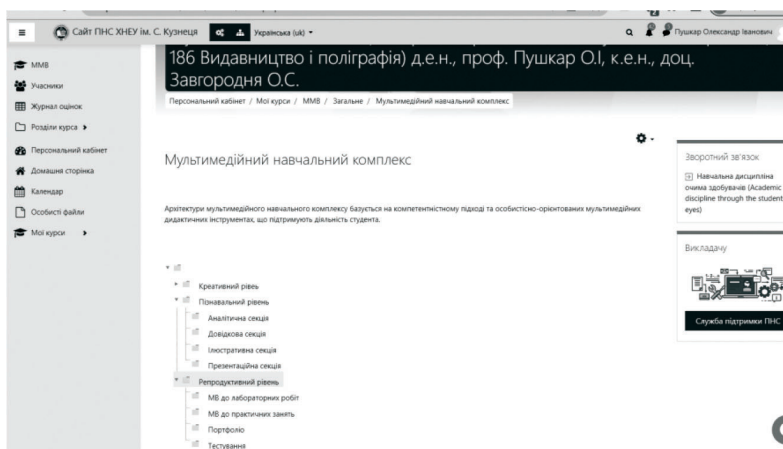 Сайт ПНС ХНЕУ ім. С. Кузнеця
Українська (uk)
Пушкар Олександр Іванович
186 Видавництво і поліграфія) д.е.н., проф. Пушкар О.І, к.е.н., доц.
Завгородня О.С.
Персональний кабінет / Мої курси / ММВ / Загальне / Мультимедійний навчальний комплекс
ММВ
Учасники
Журнал оцінок
Розділи курса
Персональний кабінет
Домашня сторінка
Календар
Особисті файли
Мої курси
Мультимедійний навчальний комплекс
Архітектури мультимедійного навчального комплексу базується на компетентністному підході та особистісно-орієнтованих мультимедійних
дидактичних інструментах, що підтримують діяльність студента.
Креативний рівеь
Пізнавальний рівень
Аналітична секція
Довідкова секція
Ілюстративна секція
Презентаційна секція
Репродуктивний рівень
МВ до лабораторних робіт
МВ до практичних занять
Портфоліо
Тестування
Зворотний зв'язок
Навчальна дисципліна
очима здобувачів (Academic
discipline through the student
eyes)
Викладачу
Служба підтримки ПНС